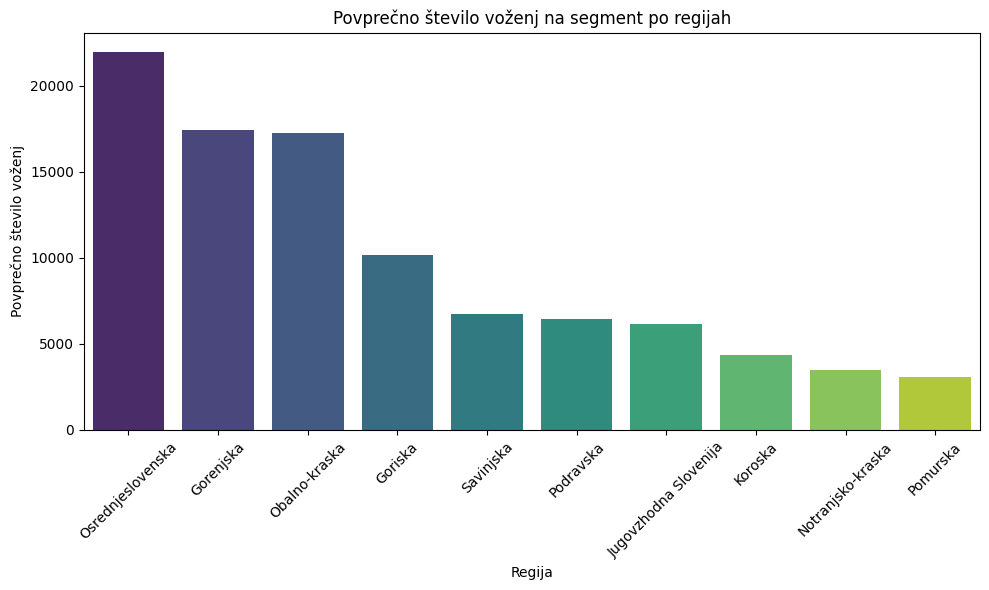 Povprečno število voženj na segment po regijah
Povprečno število voženj
20000
15000
10000
5000
0
Osrednjeslovenska
Gorenjska
Obalno-kraska
Goriska
Savinjska
Podravska
Jugovzhodna Slovenija
Koroska
Notranjsko-kraska
Pomurska
Regija